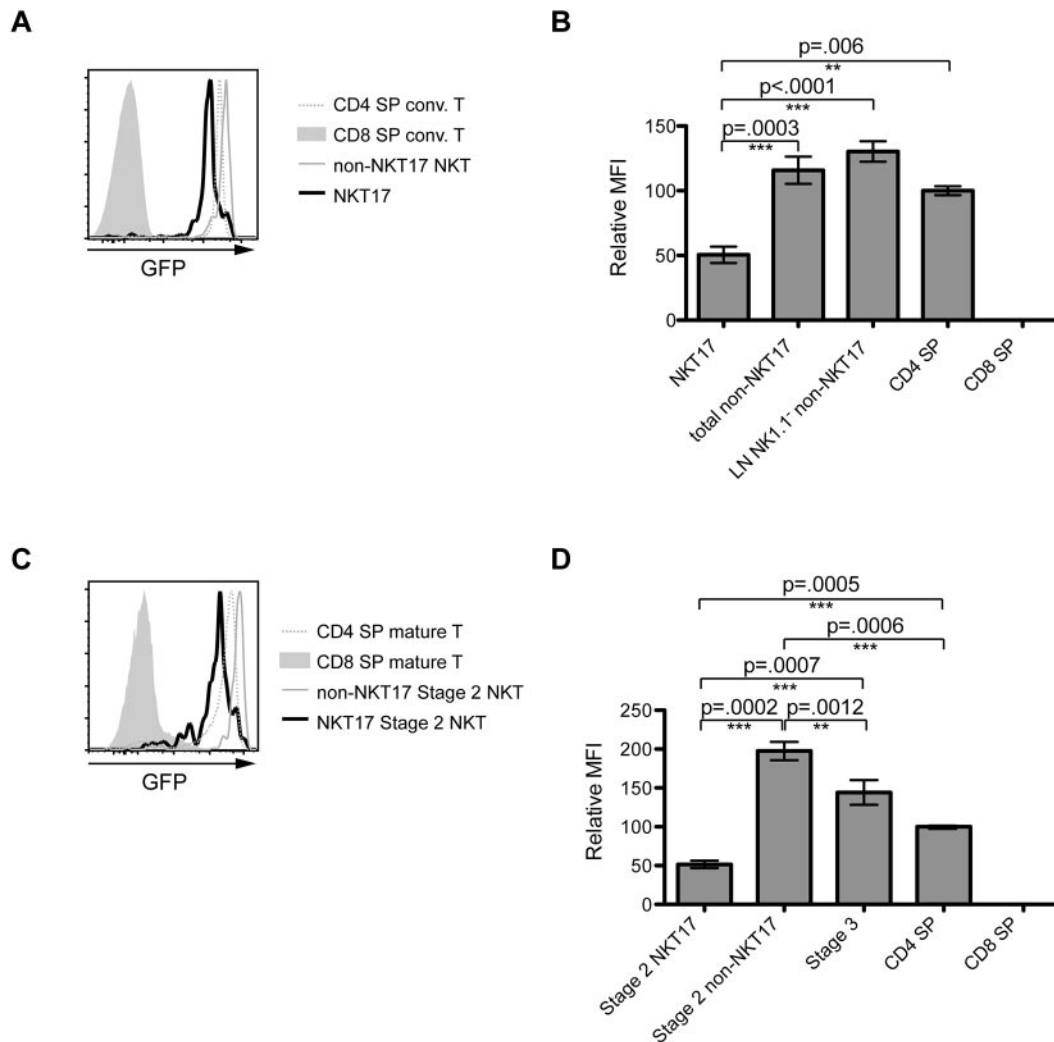 A
CD4 SP conv. T
CD8 SP conv. T
non-NKT17 NKT
NKT17
GFP
B
p=.006
**
p<.0001
***
p=.0003
***
150
100
50
0
Relative MFI
NKT17
total non-NKT17
LN NK1.1⁻ non-NKT17
CD4 SP
CD8 SP
C
CD4 SP mature T
CD8 SP mature T
non-NKT17 Stage 2 NKT
NKT17 Stage 2 NKT
GFP
D
p=.0005
***
p=.0006
***
p=.0007
***
p=.0002 p=.0012
*** **
250
200
150
100
50
0
Relative MFI
Stage 2 NKT17
Stage 2 non-NKT17
Stage 3
CD4 SP
CD8 SP